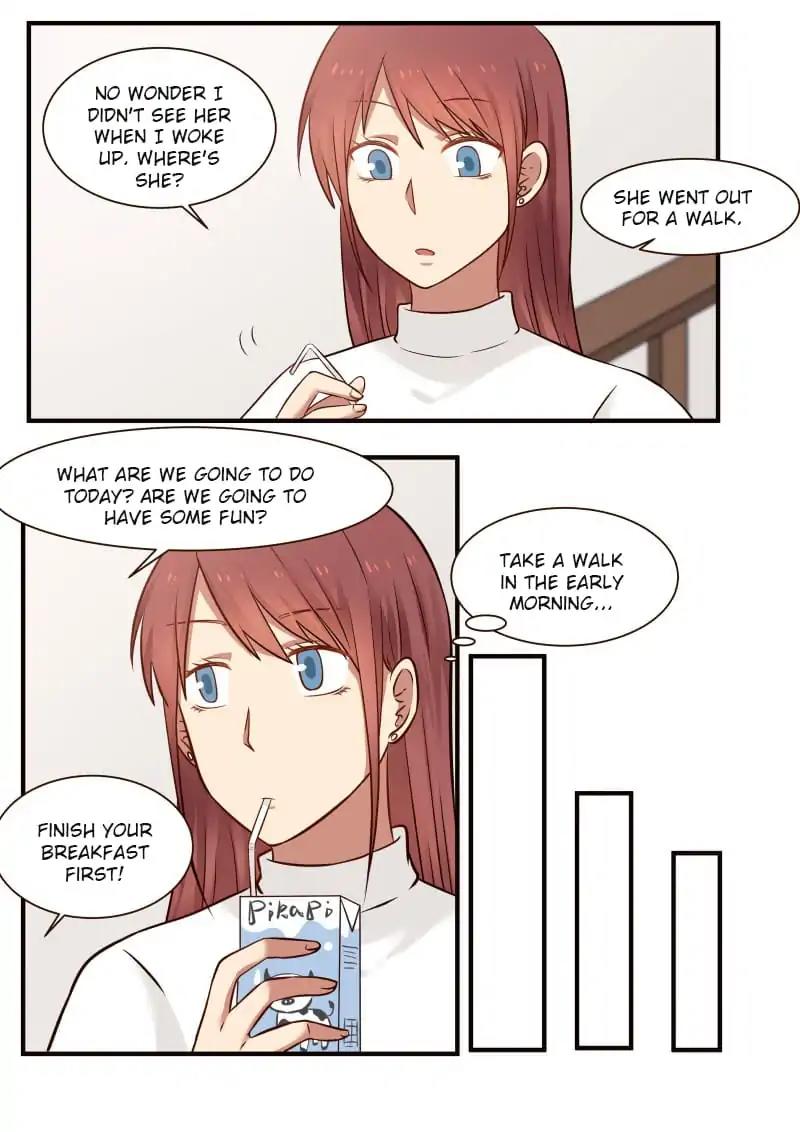 NO WONDER I
DIDN'T SEE HER
WHEN I WOKE
UP. WHERE'S
SHE?
SHE WENT OUT
FOR A WALK.
WHAT ARE WE GOING TO DO
TODAY? ARE WE GOING TO
HAVE SOME FUN?
TAKE A WALK
IN THE EARLY
MORNING...
FINISH YOUR
BREAKFAST
FIRST!
PiKaPi